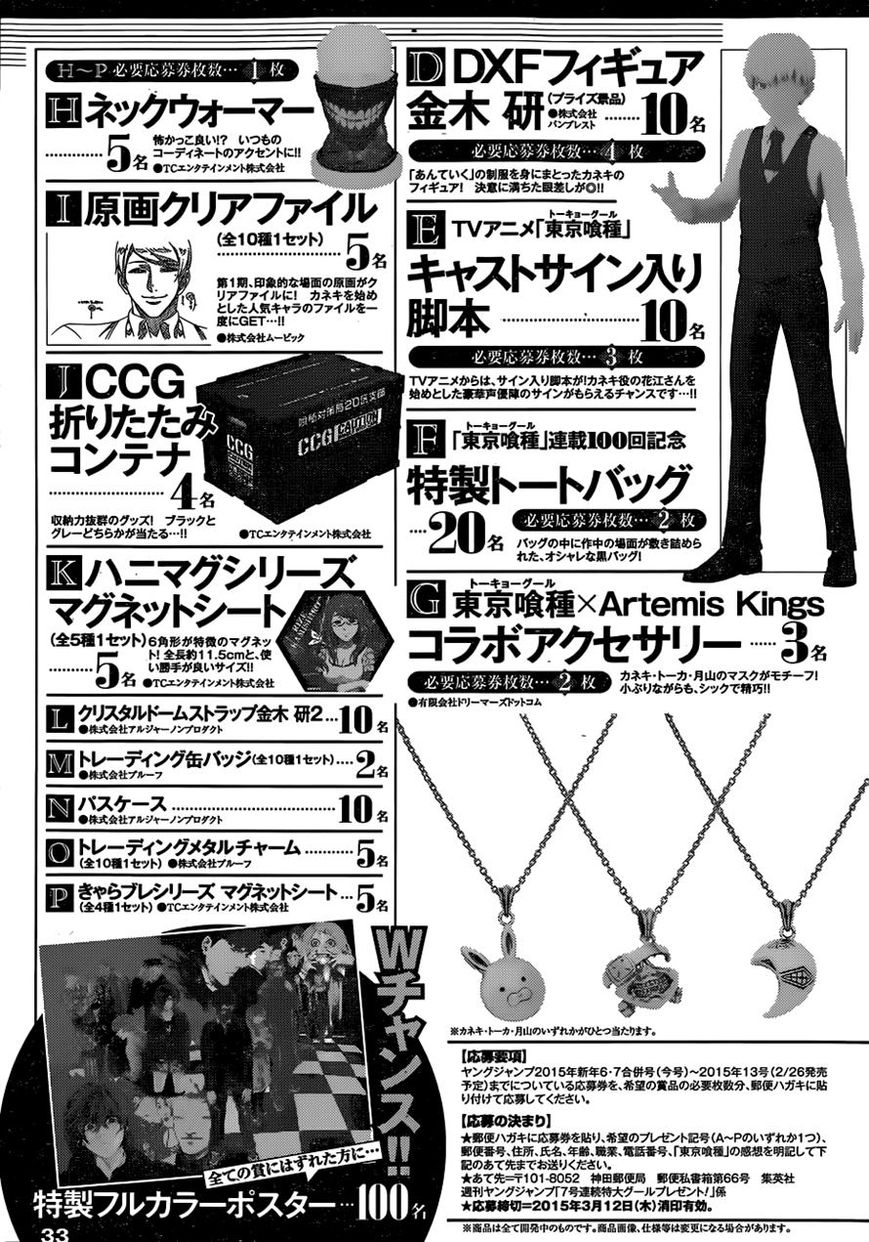 H〜P 必要応募券枚数…1枚
H ネックウォーマー
…………5名
怖かっこ良い!? いつもの
コーディネートのアクセントに!!
●TCエンタテインメント株式会社
I 原画クリアファイル
(全10種1セット)
……5名
第1期、印象的な場面の原画がク
リアファイルに! カネキを始め
とした人気キャラのファイルを一
度にGET…!!
●株式会社ムービック
J CCG
折りたたみ
コンテナ
…………4名
収納力抜群のグッズ! ブラックと
グレーどちらかが当たる…!!
●TCエンタテインメント株式会社
CCG
CCG CAUTION
K ハニマグシリーズ
マグネットシート
(全5種1セット)
……5名
6角形が特徴のマグネッ
ト! 全長約11.5cmと、使
い勝手が良いサイズ!!
●TCエンタテインメント株式会社
L クリスタルドームストラップ金木 研2…10名
●株式会社アルジャーノンプロダクト
M トレーディング缶バッジ(全10種1セット)……2名
●株式会社プルーフ
N パスケース……………10名
●株式会社アルジャーノンプロダクト
O トレーディングメタルチャーム…………5名
(全10種1セット) ●株式会社プルーフ
P きゃらブレシリーズ マグネットシート…5名
(全4種1セット) ●TCエンタテインメント株式会社
D DXFフィギュア
金木 研(プライズ景品)
●株式会社
バンプレスト
………10名
必要応募券枚数…4枚
「あんていく」の制服を身にまとったカネキの
フィギュア! 決意に満ちた眼差しが◎!!
E TVアニメ「東京喰種」
トーキョーグール
キャストサイン入り
脚本……………10名
必要応募券枚数…3枚
TVアニメからは、サイン入り脚本が!カネキ役の花江さんを
始めとした豪華声優陣のサインがもらえるチャンスです…!!
トーキョーグール
F 「東京喰種」連載100回記念
特製トートバッグ
…20名
必要応募券枚数…2枚
バッグの中に作中の場面が敷き詰めら
れた、オシャレな黒バッグ!
トーキョーグール
G 東京喰種×Artemis Kings
コラボアクセサリー……3名
必要応募券枚数…2枚
カネキ・トーカ・月山のマスクがモチーフ!
小ぶりながらも、シックで精巧!!
●有限会社ドリーマーズドットコム
※カネキ・トーカ・月山のいずれかがひとつ当たります。
Wチャンス!!
全ての賞にはずれた方に…
特製フルカラーポスター…100名
【応募要項】
ヤングジャンプ2015年新年6・7合併号(今号)〜2015年13号(2/26発売
予定)までについている応募券を、希望の賞品の必要枚数分、郵便ハガキに貼
り付けて応募してください。
【応募の決まり】
★郵便ハガキに応募券を貼り、希望のプレゼント記号(A〜Pのいずれか1つ)、
郵便番号、住所、氏名、年齢、職業、電話番号、「東京喰種」の感想を明記して下
記のあて先までお送りください。
★あて先=〒101-8052 神田郵便局 郵便私書箱第66号 集英社
週刊ヤングジャンプ「7号連続特大グールプレゼント!」係
★応募締切=2015年3月12日(木)消印有効。
※商品は全て開発中のものです。商品画像、仕様等は変更になる場合があります。
33